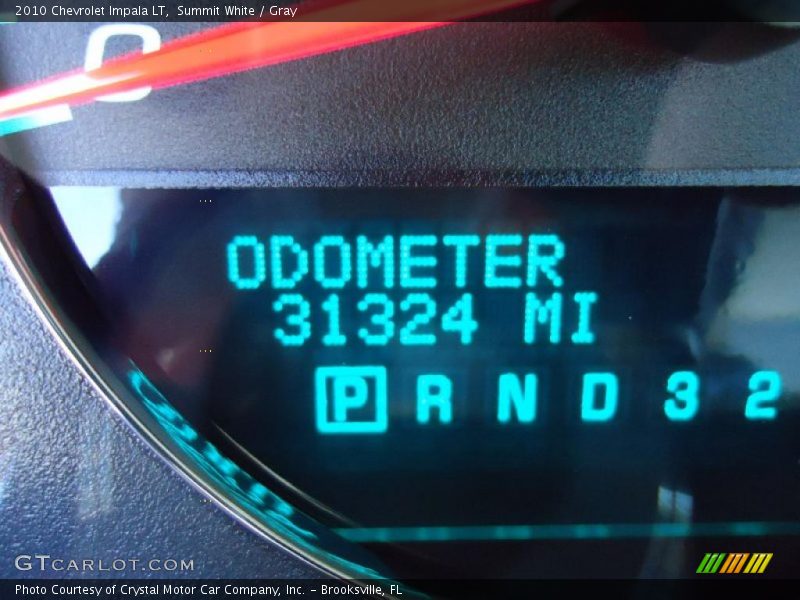 2010 Chevrolet Impala LT, Summit White / Gray
0
ODOMETER
31324 MI
P R N D 3 2
GTCARLOT.COM
Photo Courtesy of Crystal Motor Car Company, Inc. – Brooksville, FL